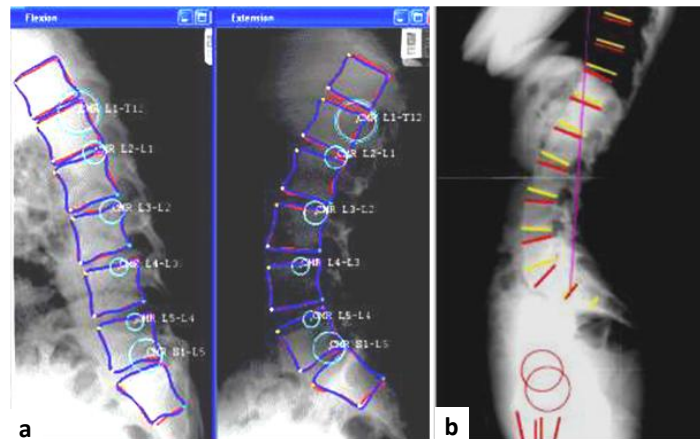 Flexion
CMR L1-T12
CMR L2-L1
CMR L3-L2
CMR L4-L3
MR L5-L4
CMR S1-L5
a
Extension
CMR L1-T12
CMR L2-L1
CMR L3-L2
CMR L4-L3
CMR L5-L4
CMR S1-L5
b